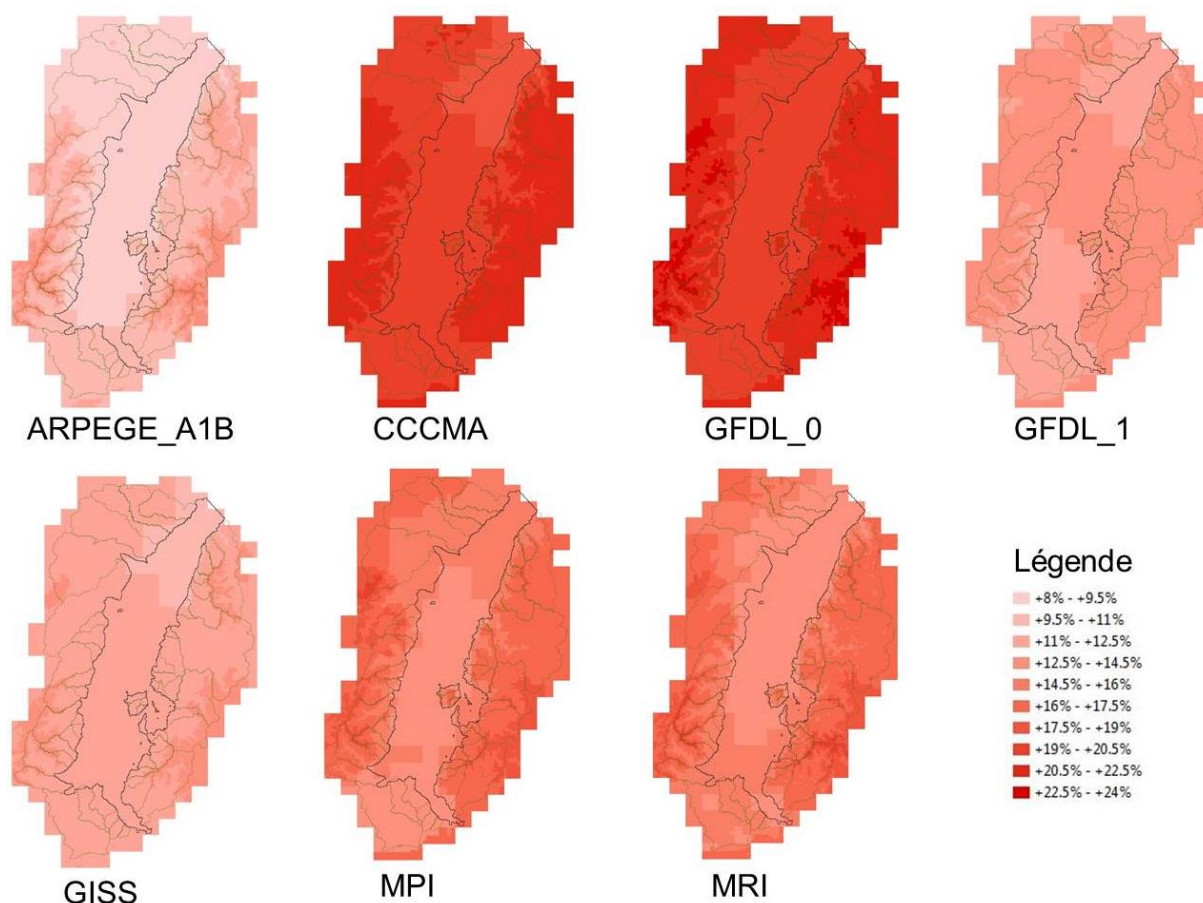 ARPEGE_A1B
CCCMA
GFDL_0
GFDL_1
GISS
MPI
MRI
Légende
+8% - +9.5%
+9.5% - +11%
+11% - +12.5%
+12.5% - +14.5%
+14.5% - +16%
+16% - +17.5%
+17.5% - +19%
+19% - +20.5%
+20.5% - +22.5%
+22.5% - +24%